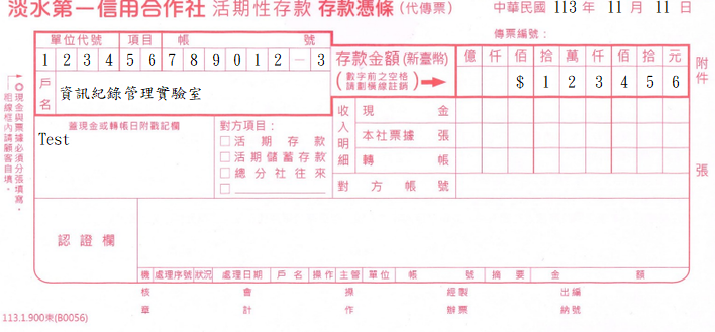 淡水第一信用合作社 活期性存款 存款憑條 (代傳票) 中華民國 113 年 11 月 11 日
傳票編號：
單位代號 項目 帳 號
1 2 3 4 5 6 7 8 9 0 1 2 － 3
戶名 資訊紀錄管理實驗室
存款金額(新臺幣)
(數字前之空格請劃橫線註銷)
億 仟 佰 拾 萬 仟 佰 拾 元
$ 1 2 3 4 5 6
附件 張
○現金與票據必須分張填寫。
粗線框內請顧客自填。
蓋現金或轉帳日附戳記欄
Test
對方項目：
□ 活期存款
□ 活期儲蓄存款
□ 總分社往來
□
收入明細
現金
本社票據 張
轉帳
對方帳號
認證欄
機 處理序號 狀況 處理日期 戶名 操作 主管 單位 帳 號 摘要 金 額
核章 會計 操作 經辦 製票 出納 編號
113.1.900束(B0056)